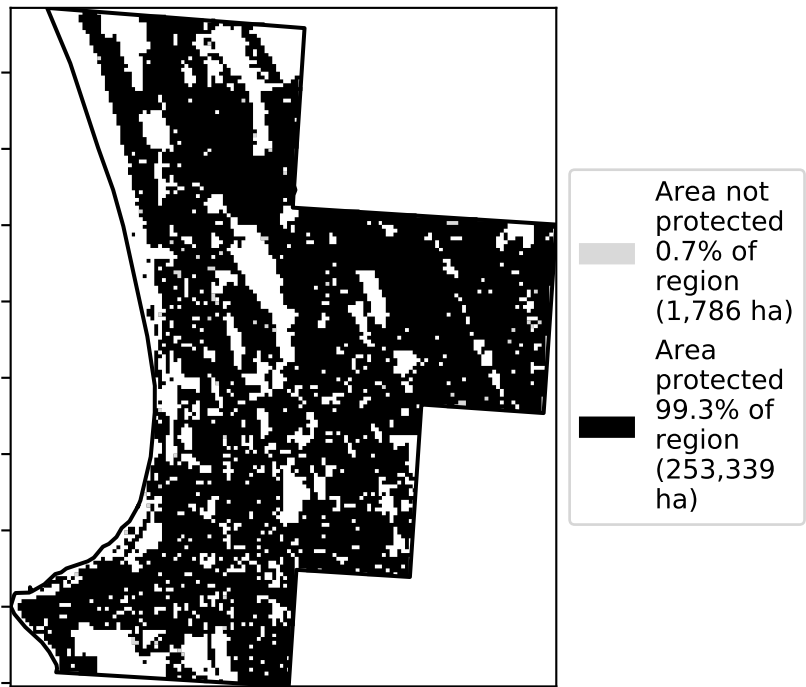 Area not
protected
0.7% of
region
(1,786 ha)
Area
protected
99.3% of
region
(253,339
ha)